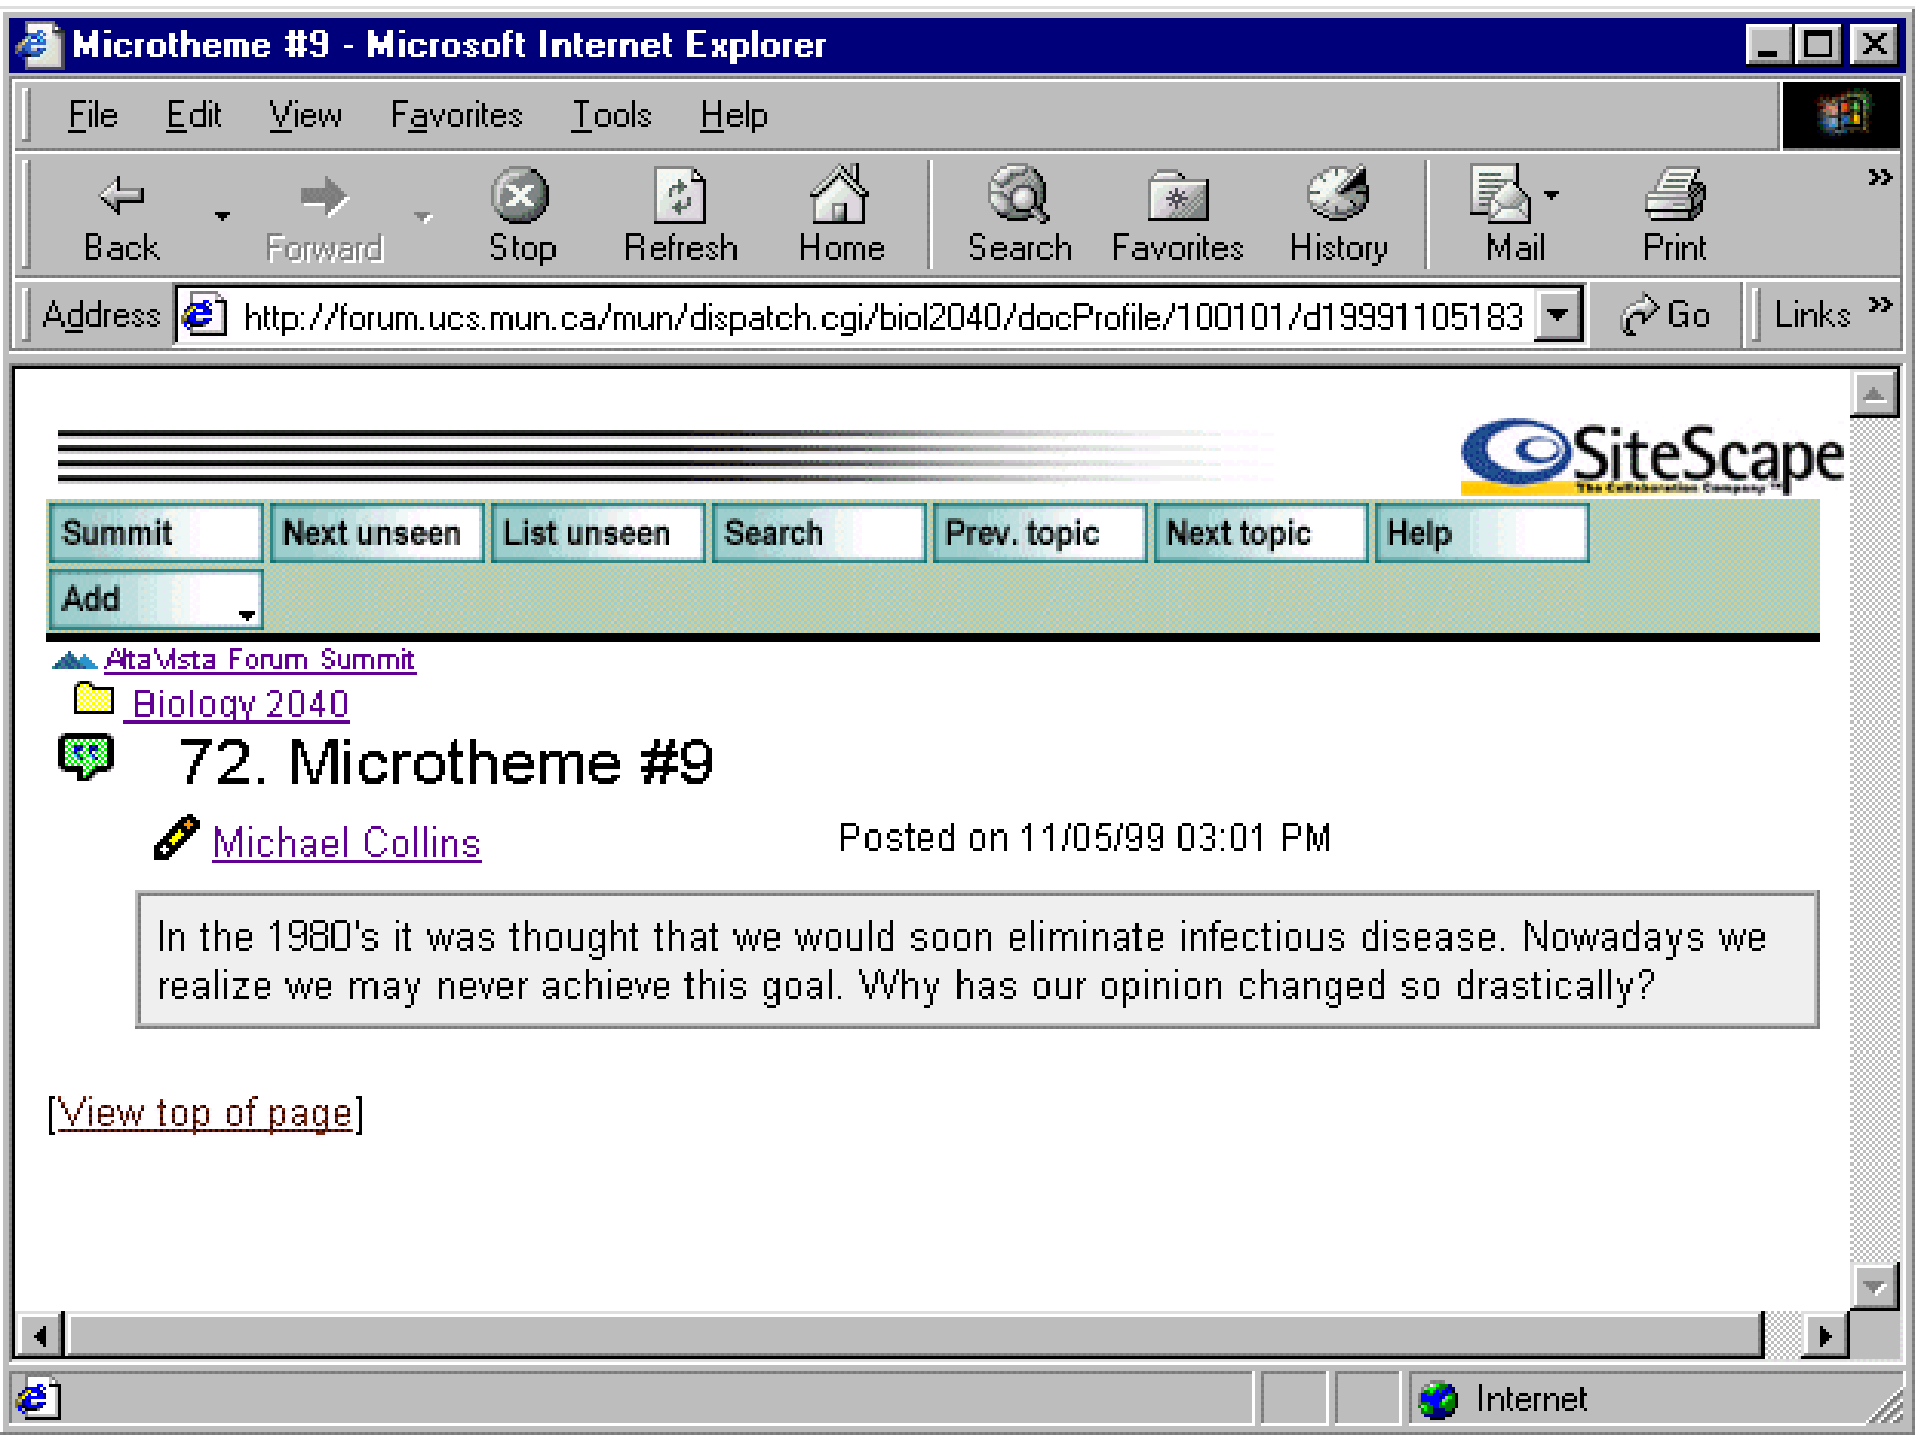 Microtheme #9 - Microsoft Internet Explorer
File Edit View Favorites Tools Help
Back Forward Stop Refresh Home Search Favorites History Mail Print
Address http://forum.ucs.mun.ca/mun/dispatch.cgi/biol2040/docProfile/100101/d19991105183 Go Links
SiteScape
The Collaboration Company
Summit Next unseen List unseen Search Prev. topic Next topic Help
Add
AltaVista Forum Summit
Biology 2040
72. Microtheme #9
Michael Collins Posted on 11/05/99 03:01 PM
In the 1980's it was thought that we would soon eliminate infectious disease. Nowadays we
realize we may never achieve this goal. Why has our opinion changed so drastically?
[View top of page]
Internet